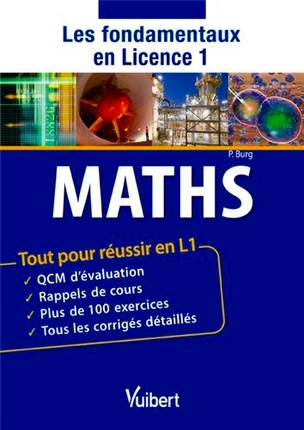 Les fondamentaux
en Licence 1
P. Burg
MATHS
Tout pour réussir en L1
✓ QCM d'évaluation
✓ Rappels de cours
✓ Plus de 100 exercices
✓ Tous les corrigés détaillés
Vuibert